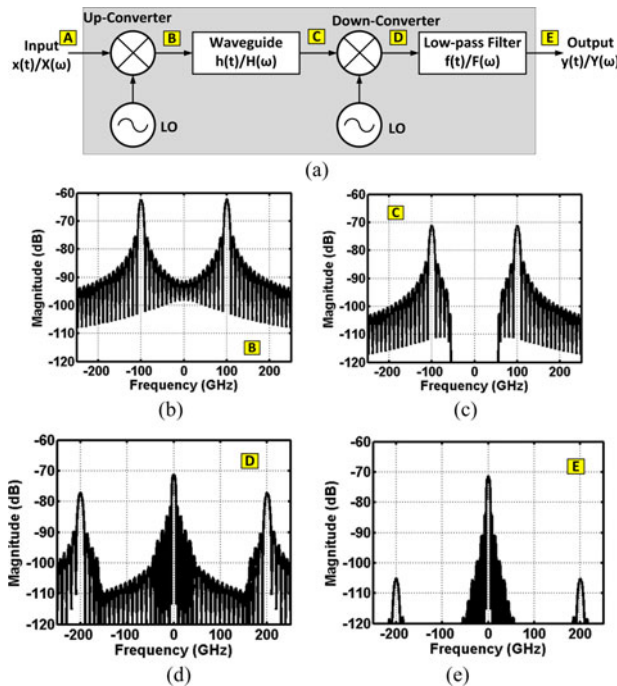 Up-Converter
Down-Converter
A
B
C
D
E
Input
x(t)/X(ω)
Waveguide
h(t)/H(ω)
Low-pass Filter
f(t)/F(ω)
Output
y(t)/Y(ω)
LO
LO
(a)
Magnitude (dB)
-60
-70
-80
-90
-100
-110
-120
-200 -100 0 100 200
Frequency (GHz)
B
(b)
Magnitude (dB)
-60
-70
-80
-90
-100
-110
-120
-200 -100 0 100 200
Frequency (GHz)
C
(c)
Magnitude (dB)
-60
-70
-80
-90
-100
-110
-120
-200 -100 0 100 200
Frequency (GHz)
D
(d)
Magnitude (dB)
-60
-70
-80
-90
-100
-110
-120
-200 -100 0 100 200
Frequency (GHz)
E
(e)